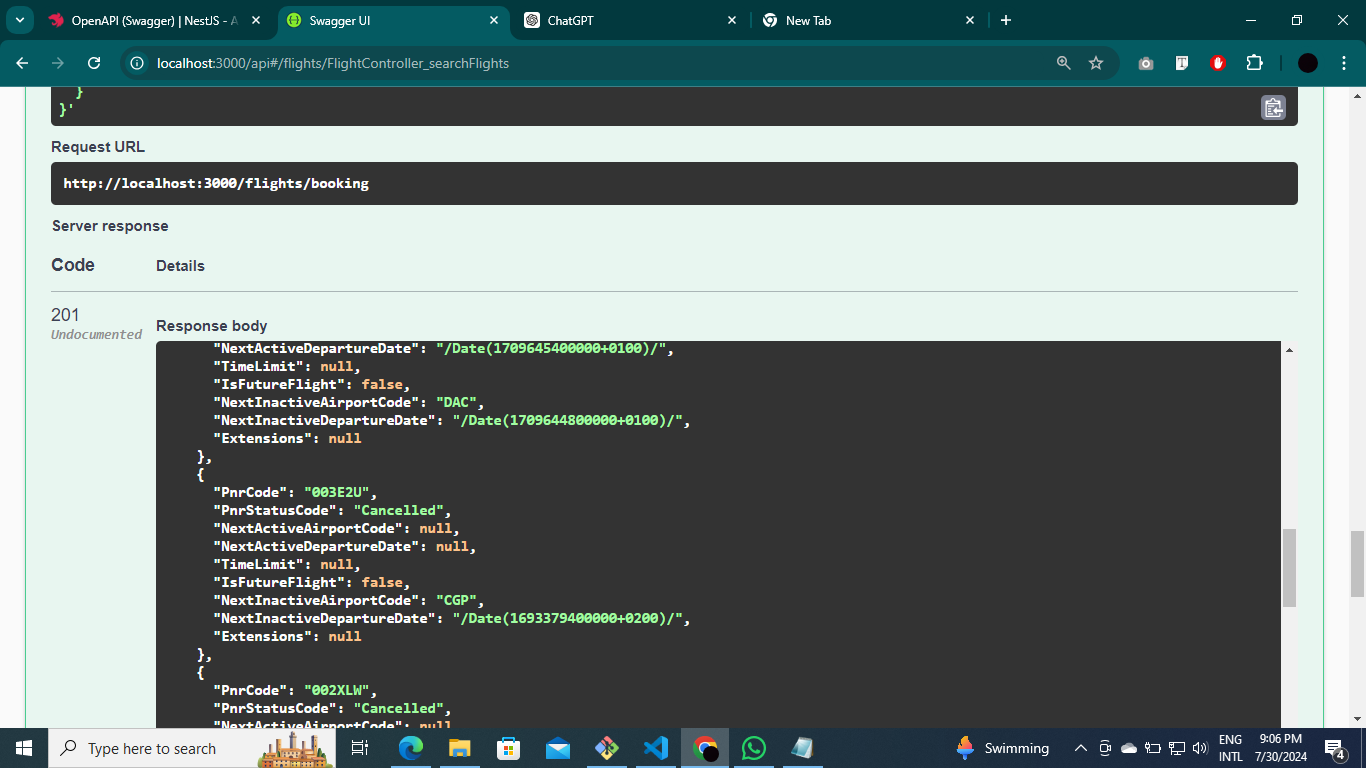 OpenAPI (Swagger) | NestJS - A
Swagger UI
ChatGPT
New Tab
localhost:3000/api#/flights/FlightController_searchFlights
}
}'
Request URL
http://localhost:3000/flights/booking
Server response
Code Details
201
Undocumented
Response body
"NextActiveDepartureDate": "/Date(1709645400000+0100)/",
"TimeLimit": null,
"IsFutureFlight": false,
"NextInactiveAirportCode": "DAC",
"NextInactiveDepartureDate": "/Date(1709644800000+0100)/",
"Extensions": null
},
{
"PnrCode": "003E2U",
"PnrStatusCode": "Cancelled",
"NextActiveAirportCode": null,
"NextActiveDepartureDate": null,
"TimeLimit": null,
"IsFutureFlight": false,
"NextInactiveAirportCode": "CGP",
"NextInactiveDepartureDate": "/Date(1693379400000+0200)/",
"Extensions": null
},
{
"PnrCode": "002XLW",
"PnrStatusCode": "Cancelled",
"NextActiveAirportCode": null
Type here to search
Swimming
ENG
INTL
9:06 PM
7/30/2024
4